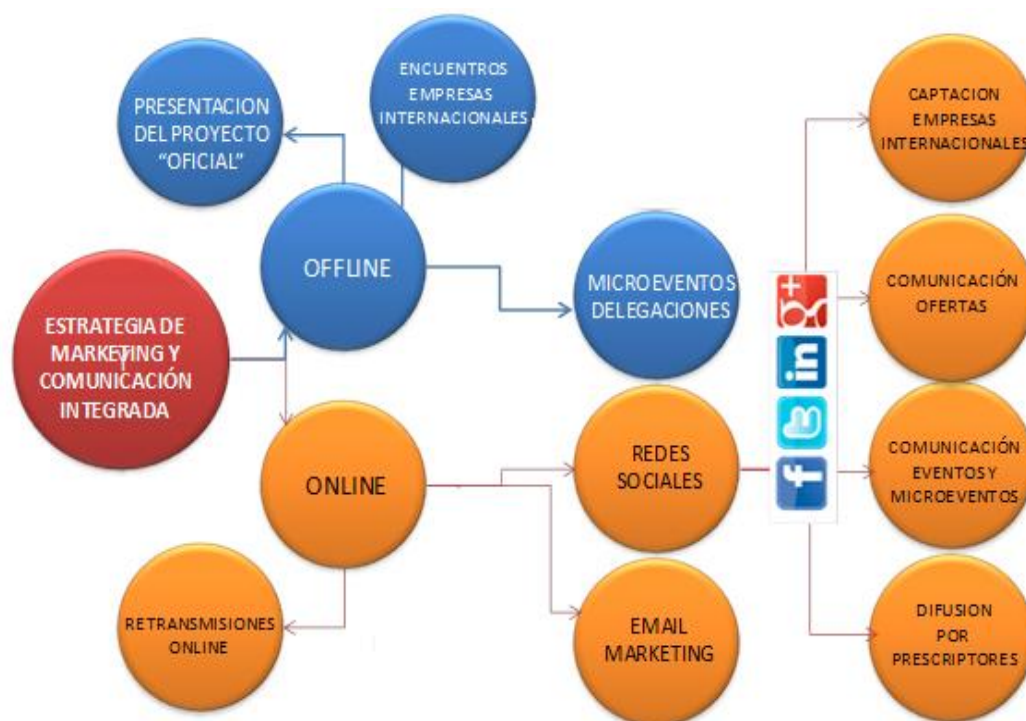 PRESENTACION
DEL PROYECTO
“OFICIAL”
ENCUENTROS
EMPRESAS
INTERNACIONALES
OFFLINE
MICROEVENTOS
DELEGACIONES
ESTRATEGIA DE
MARKETING Y
Y
COMUNICACIÓN
INTEGRADA
ONLINE
RETRANSMISIONES
ONLINE
REDES
SOCIALES
EMAIL
MARKETING
g+
in
t
f
CAPTACION
EMPRESAS
INTERNACIONALES
COMUNICACIÓN
OFERTAS
COMUNICACIÓN
EVENTOS Y
MICROEVENTOS
DIFUSION
POR
PRESCRIPTORES